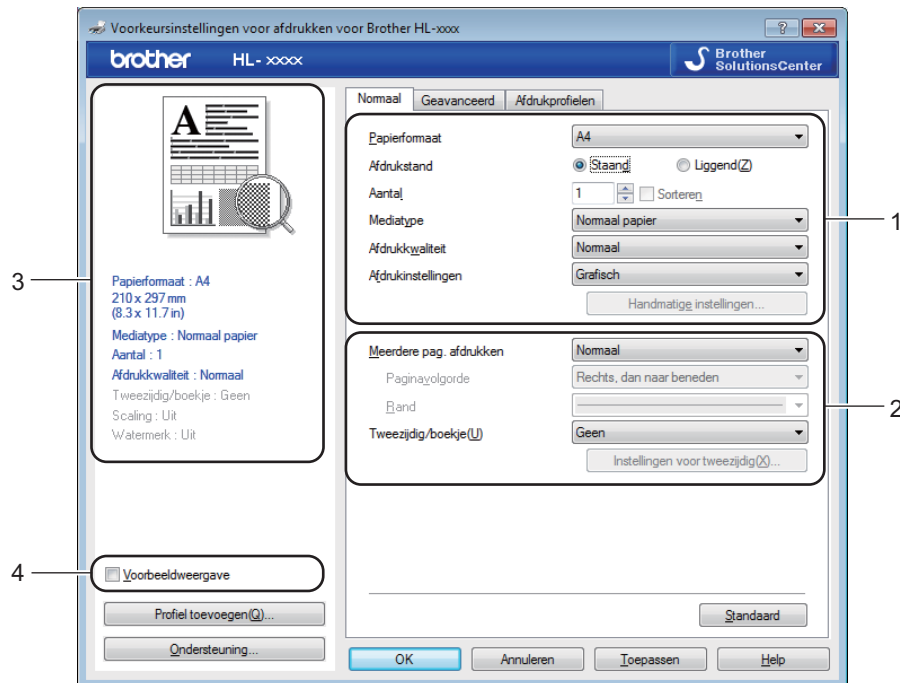 Voorkeursinstellingen voor afdrukken voor Brother HL-xxxx
brother HL- xxxx
Brother
SolutionsCenter
Normaal Geavanceerd Afdrukprofielen
A
Papierformaat A4
Afdrukstand Staand Liggend(Z)
Aantal 1 Sorteren
Mediatype Normaal papier
1
Afdrukkwaliteit Normaal
Afdrukinstellingen Grafisch
Handmatige instellingen...
3
Papierformaat : A4
210 x 297 mm
(8.3 x 11.7 in)
Mediatype : Normaal papier
Aantal : 1
Afdrukkwaliteit : Normaal
Tweezijdig/boekje : Geen
Scaling : Uit
Watermerk : Uit
Meerdere pag. afdrukken Normaal
Paginavolgorde Rechts, dan naar beneden
Rand
2
Tweezijdig/boekje(U) Geen
Instellingen voor tweezijdig(X)...
4
Voorbeeldweergave
Profiel toevoegen(Q)...
Standaard
Ondersteuning...
OK Annuleren Toepassen Help